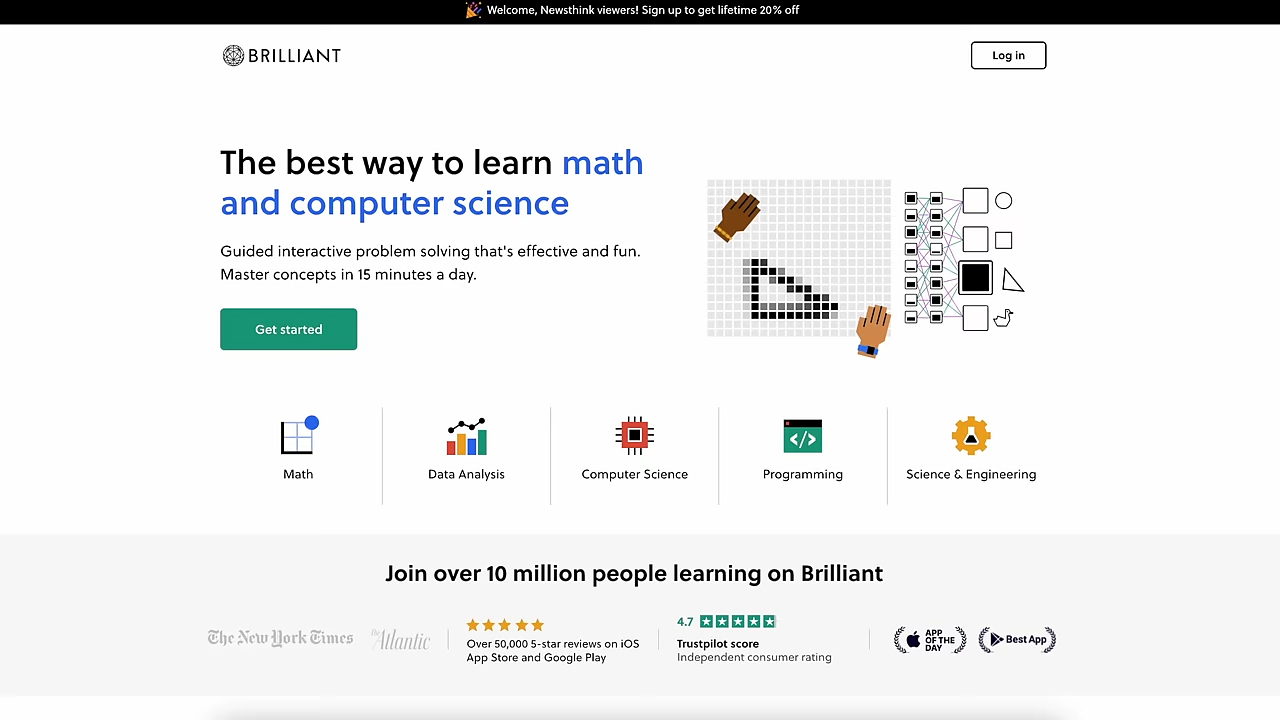 Welcome, Newsthink viewers! Sign up to get lifetime 20% off
BRILLIANT
Log in
The best way to learn math
and computer science
Guided interactive problem solving that's effective and fun.
Master concepts in 15 minutes a day.
Get started
Math
Data Analysis
Computer Science
Programming
Science & Engineering
Join over 10 million people learning on Brilliant
The New York Times
The Atlantic
Over 50,000 5-star reviews on iOS
App Store and Google Play
4.7
Trustpilot score
Independent consumer rating
APP
OF THE
DAY
Best App